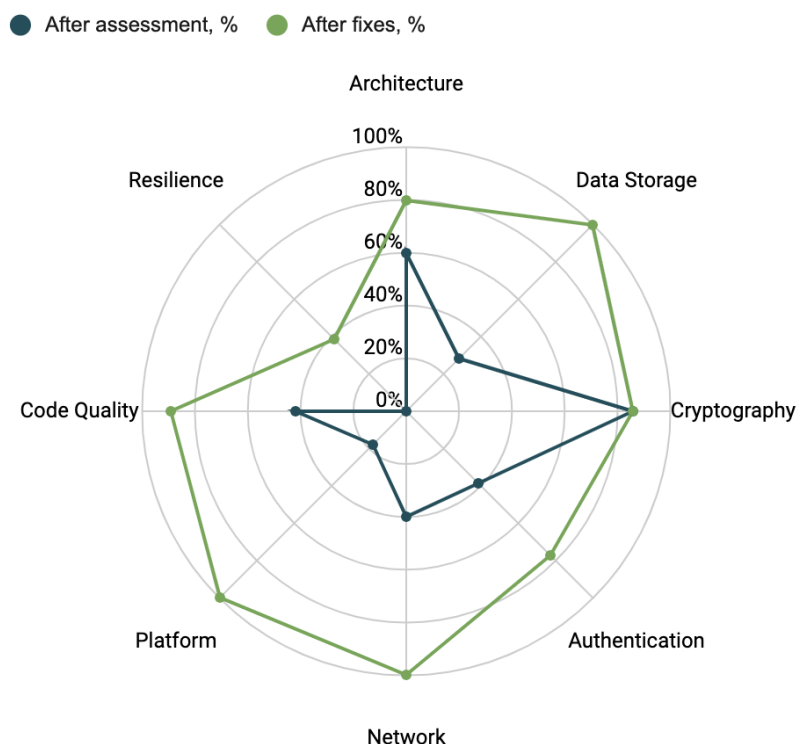 After assessment, %
After fixes, %
Architecture
100%
Resilience
Data Storage
80%
60%
40%
20%
0%
Code Quality
Cryptography
Platform
Authentication
Network